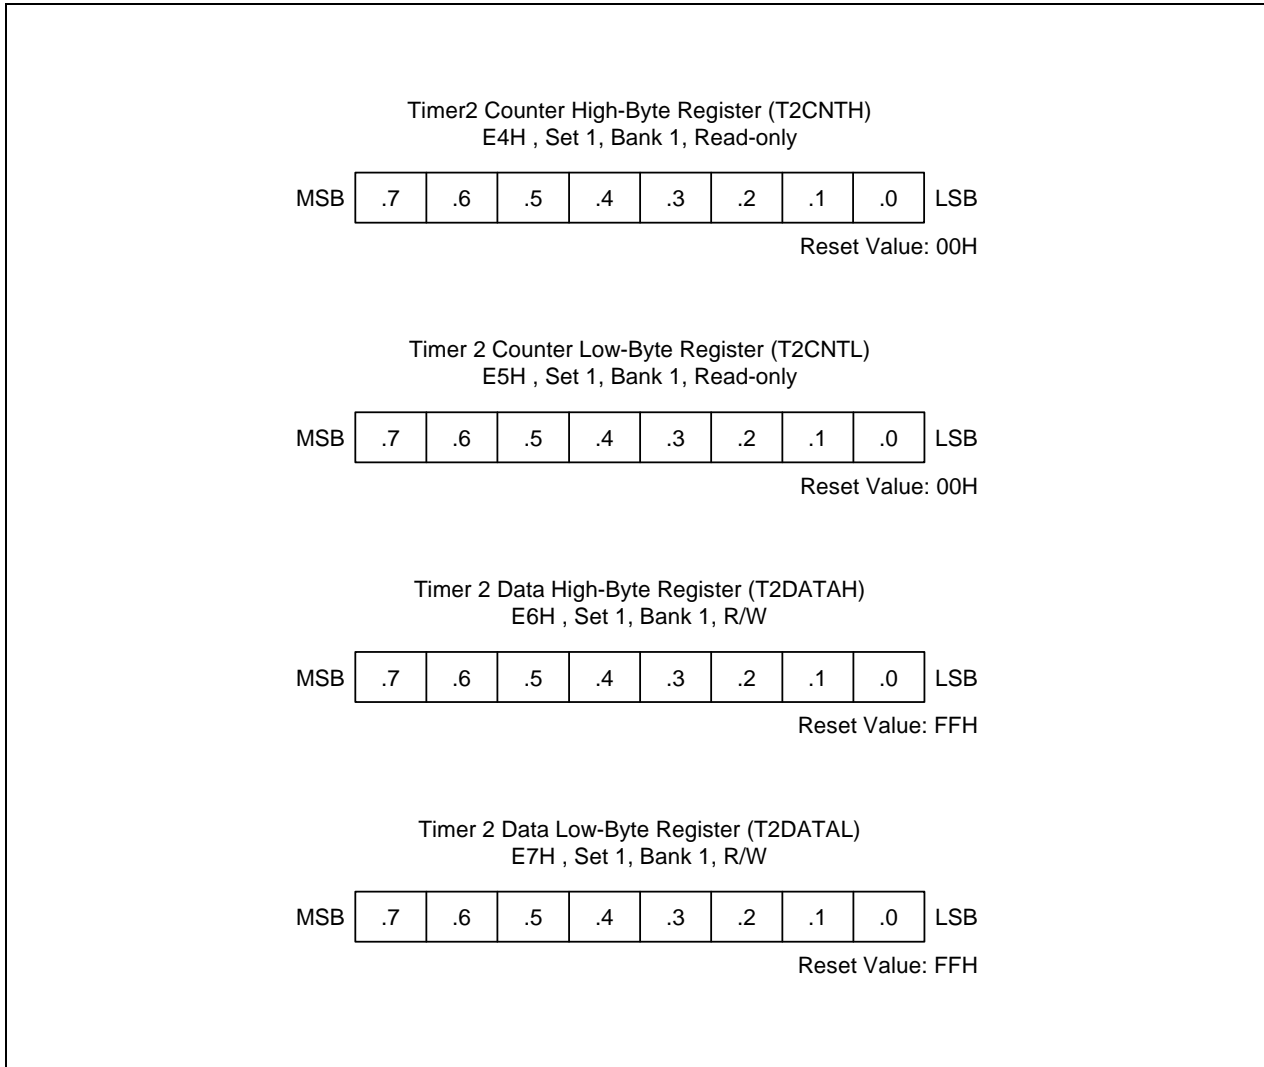 Timer2 Counter High-Byte Register (T2CNTH)
E4H , Set 1, Bank 1, Read-only
MSB .7 .6 .5 .4 .3 .2 .1 .0 LSB
Reset Value: 00H
Timer 2 Counter Low-Byte Register (T2CNTL)
E5H , Set 1, Bank 1, Read-only
MSB .7 .6 .5 .4 .3 .2 .1 .0 LSB
Reset Value: 00H
Timer 2 Data High-Byte Register (T2DATAH)
E6H , Set 1, Bank 1, R/W
MSB .7 .6 .5 .4 .3 .2 .1 .0 LSB
Reset Value: FFH
Timer 2 Data Low-Byte Register (T2DATAL)
E7H , Set 1, Bank 1, R/W
MSB .7 .6 .5 .4 .3 .2 .1 .0 LSB
Reset Value: FFH